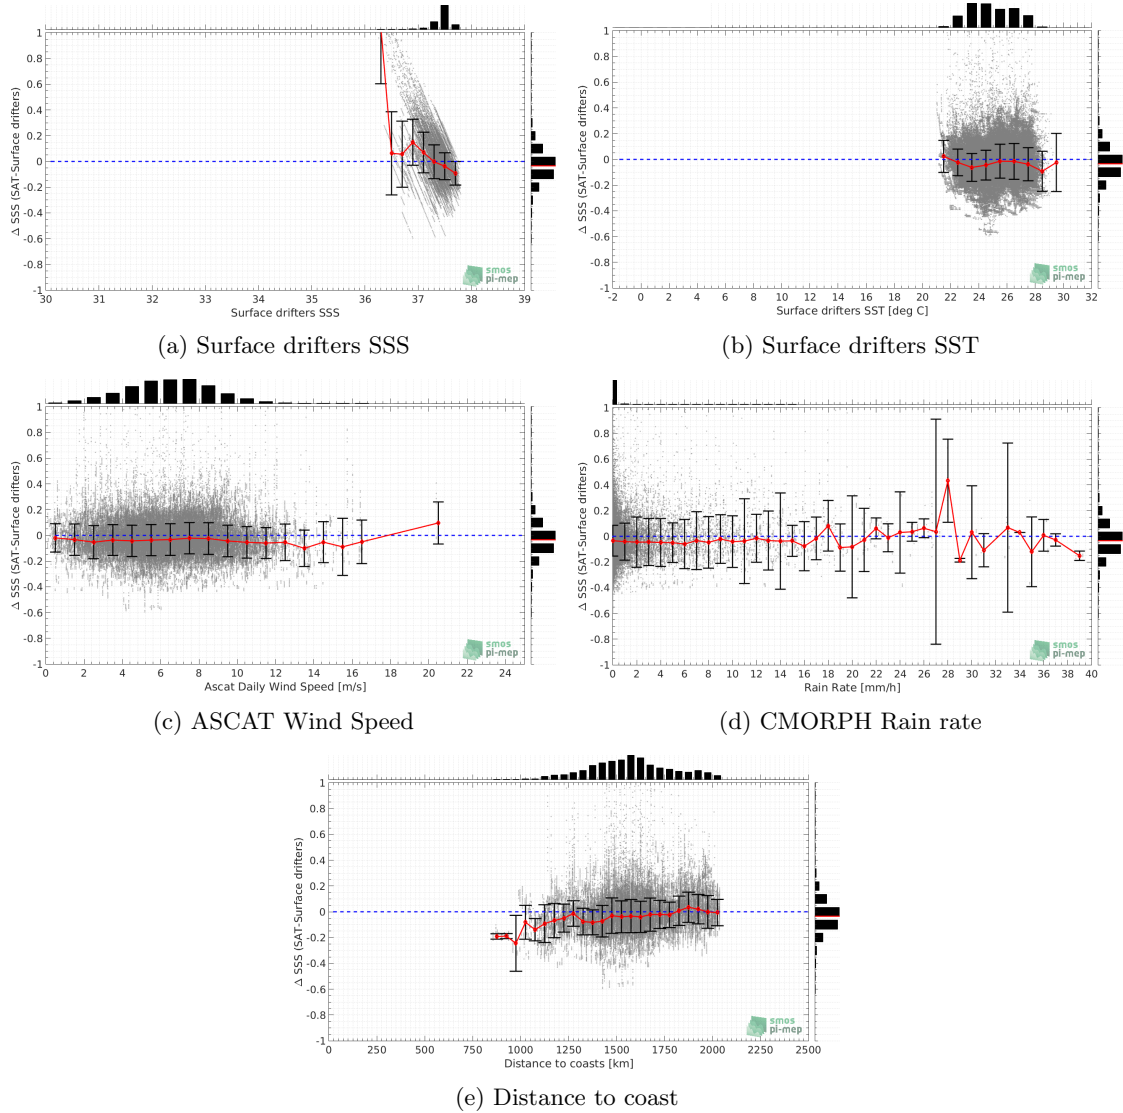 1
0.8
0.6
0.4
0.2
0
-0.2
-0.4
-0.6
-0.8
-1
Δ SSS (SAT-Surface drifters)
30 31 32 33 34 35 36 37 38 39
Surface drifters SSS
smos
pi-mep
(a) Surface drifters SSS
1
0.8
0.6
0.4
0.2
0
-0.2
-0.4
-0.6
-0.8
-1
Δ SSS (SAT-Surface drifters)
-2 0 2 4 6 8 10 12 14 16 18 20 22 24 26 28 30 32
Surface drifters SST [deg C]
smos
pi-mep
(b) Surface drifters SST
1
0.8
0.6
0.4
0.2
0
-0.2
-0.4
-0.6
-0.8
-1
Δ SSS (SAT-Surface drifters)
0 2 4 6 8 10 12 14 16 18 20 22 24
Ascat Daily Wind Speed [m/s]
smos
pi-mep
(c) ASCAT Wind Speed
1
0.8
0.6
0.4
0.2
0
-0.2
-0.4
-0.6
-0.8
-1
Δ SSS (SAT-Surface drifters)
0 2 4 6 8 10 12 14 16 18 20 22 24 26 28 30 32 34 36 38 40
Rain Rate [mm/h]
smos
pi-mep
(d) CMORPH Rain rate
1
0.8
0.6
0.4
0.2
0
-0.2
-0.4
-0.6
-0.8
-1
Δ SSS (SAT-Surface drifters)
0 250 500 750 1000 1250 1500 1750 2000 2250 2500
Distance to coasts [km]
smos
pi-mep
(e) Distance to coast